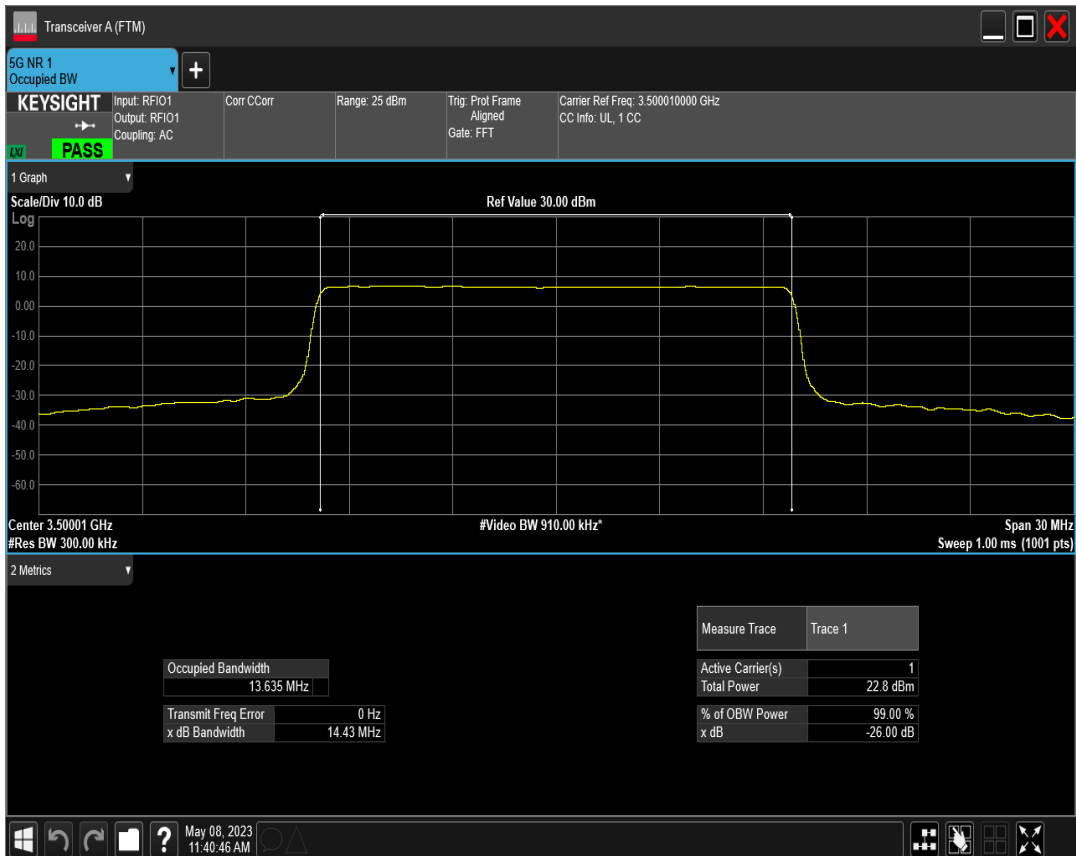 Transceiver A (FTM)
5G NR 1
Occupied BW
+
KEYSIGHT
LXI
PASS
Input: RFIO1
Output: RFIO1
Coupling: AC
Corr CCorr
Range: 25 dBm
Trig: Prot Frame
Aligned
Gate: FFT
Carrier Ref Freq: 3.500010000 GHz
CC Info: UL, 1 CC
1 Graph
Scale/Div 10.0 dB
Ref Value 30.00 dBm
Log
20.0
10.0
0.00
-10.0
-20.0
-30.0
-40.0
-50.0
-60.0
Center 3.50001 GHz
#Video BW 910.00 kHz*
Span 30 MHz
#Res BW 300.00 kHz
Sweep 1.00 ms (1001 pts)
2 Metrics
Measure Trace Trace 1
Occupied Bandwidth
13.635 MHz
Active Carrier(s) 1
Total Power 22.8 dBm
Transmit Freq Error 0 Hz
x dB Bandwidth 14.43 MHz
% of OBW Power 99.00 %
x dB -26.00 dB
?
May 08, 2023
11:40:46 AM